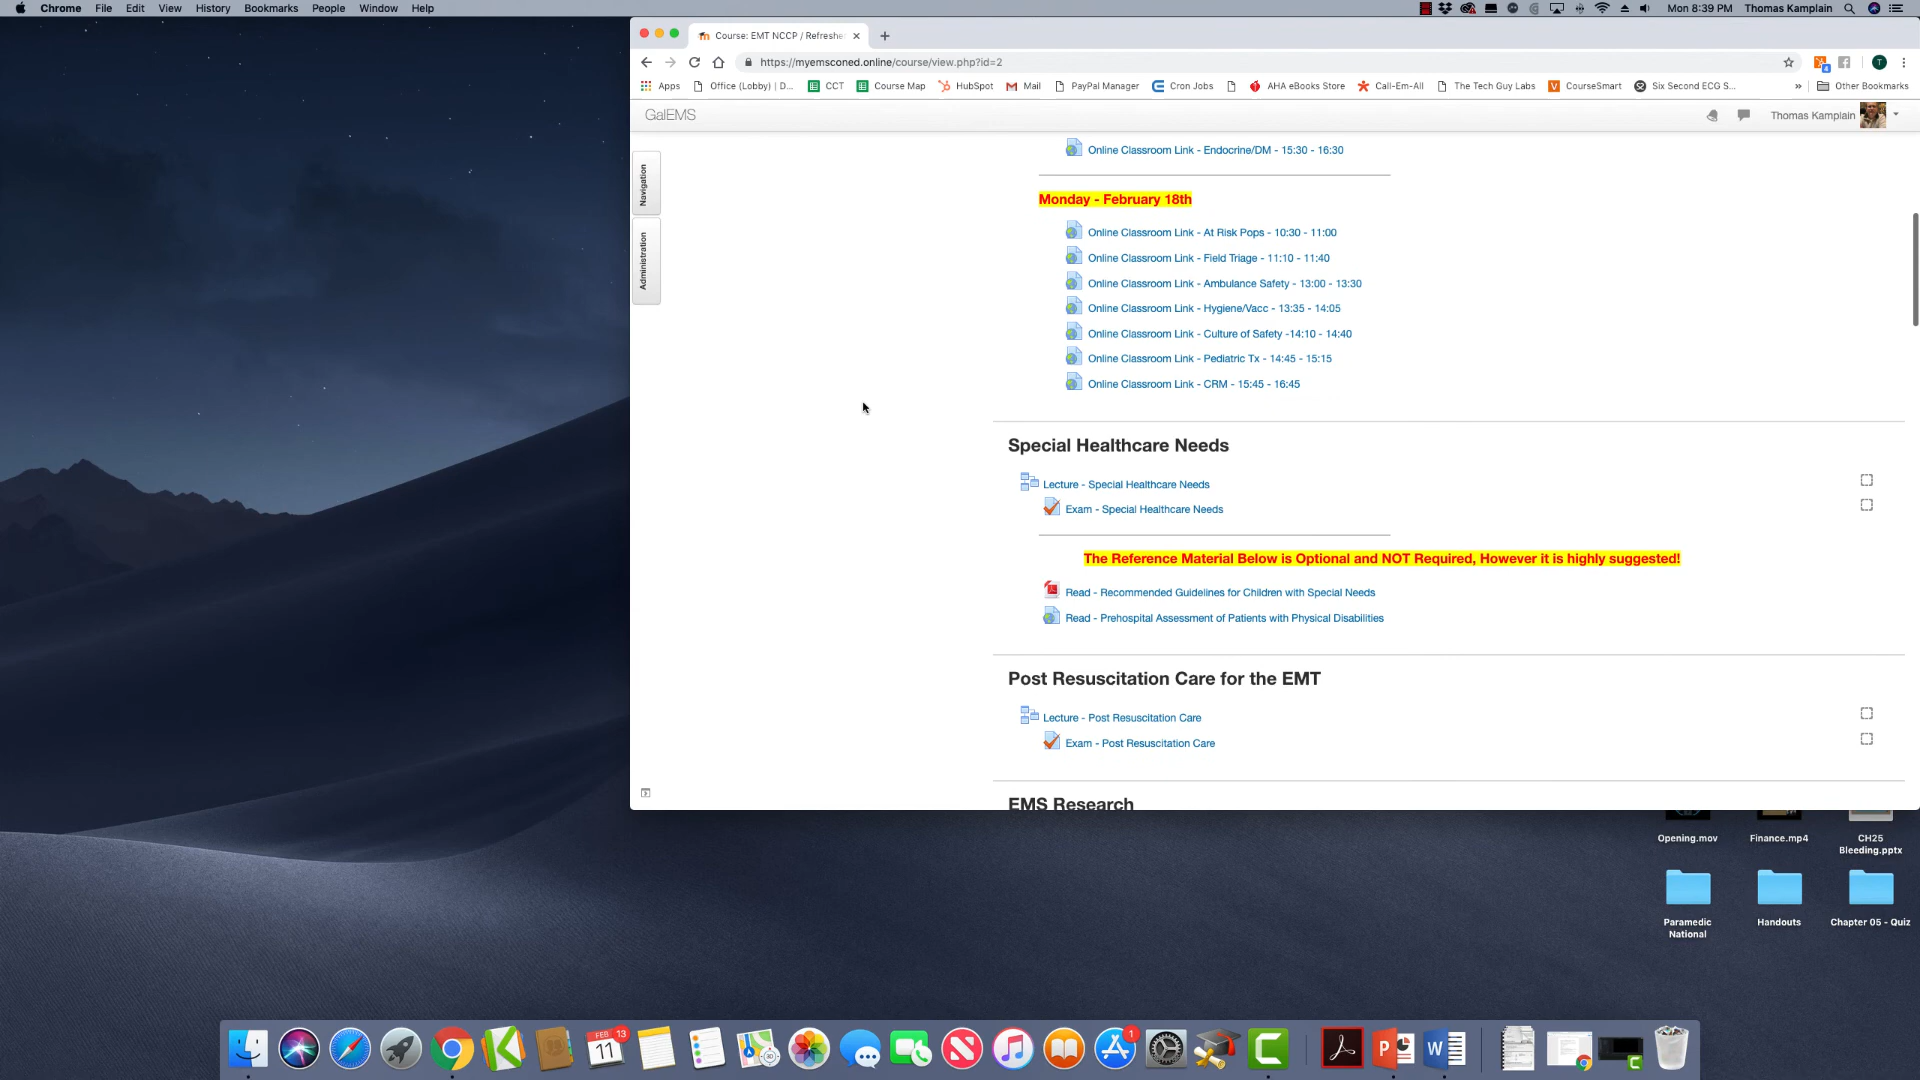 Chrome File Edit View History Bookmarks People Window Help
Mon 8:39 PM Thomas Kamplain
Course: EMT NCCP / Refreshe
https://myemsconed.online/course/view.php?id=2
Apps Office (Lobby) | D... CCT Course Map HubSpot Mail PayPal Manager Cron Jobs AHA eBooks Store Call-Em-All The Tech Guy Labs CourseSmart Six Second ECG S... » Other Bookmarks
GalEMS
Thomas Kamplain
Navigation
Administration
Online Classroom Link - Endocrine/DM - 15:30 - 16:30
Monday - February 18th
Online Classroom Link - At Risk Pops - 10:30 - 11:00
Online Classroom Link - Field Triage - 11:10 - 11:40
Online Classroom Link - Ambulance Safety - 13:00 - 13:30
Online Classroom Link - Hygiene/Vacc - 13:35 - 14:05
Online Classroom Link - Culture of Safety -14:10 - 14:40
Online Classroom Link - Pediatric Tx - 14:45 - 15:15
Online Classroom Link - CRM - 15:45 - 16:45
Special Healthcare Needs
Lecture - Special Healthcare Needs
Exam - Special Healthcare Needs
The Reference Material Below is Optional and NOT Required, However it is highly suggested!
Read - Recommended Guidelines for Children with Special Needs
Read - Prehospital Assessment of Patients with Physical Disabilities
Post Resuscitation Care for the EMT
Lecture - Post Resuscitation Care
Exam - Post Resuscitation Care
EMS Research
Opening.mov
Finance.mp4
CH25
Bleeding.pptx
Paramedic
National
Handouts
Chapter 05 - Quiz
FEB
11
13
1